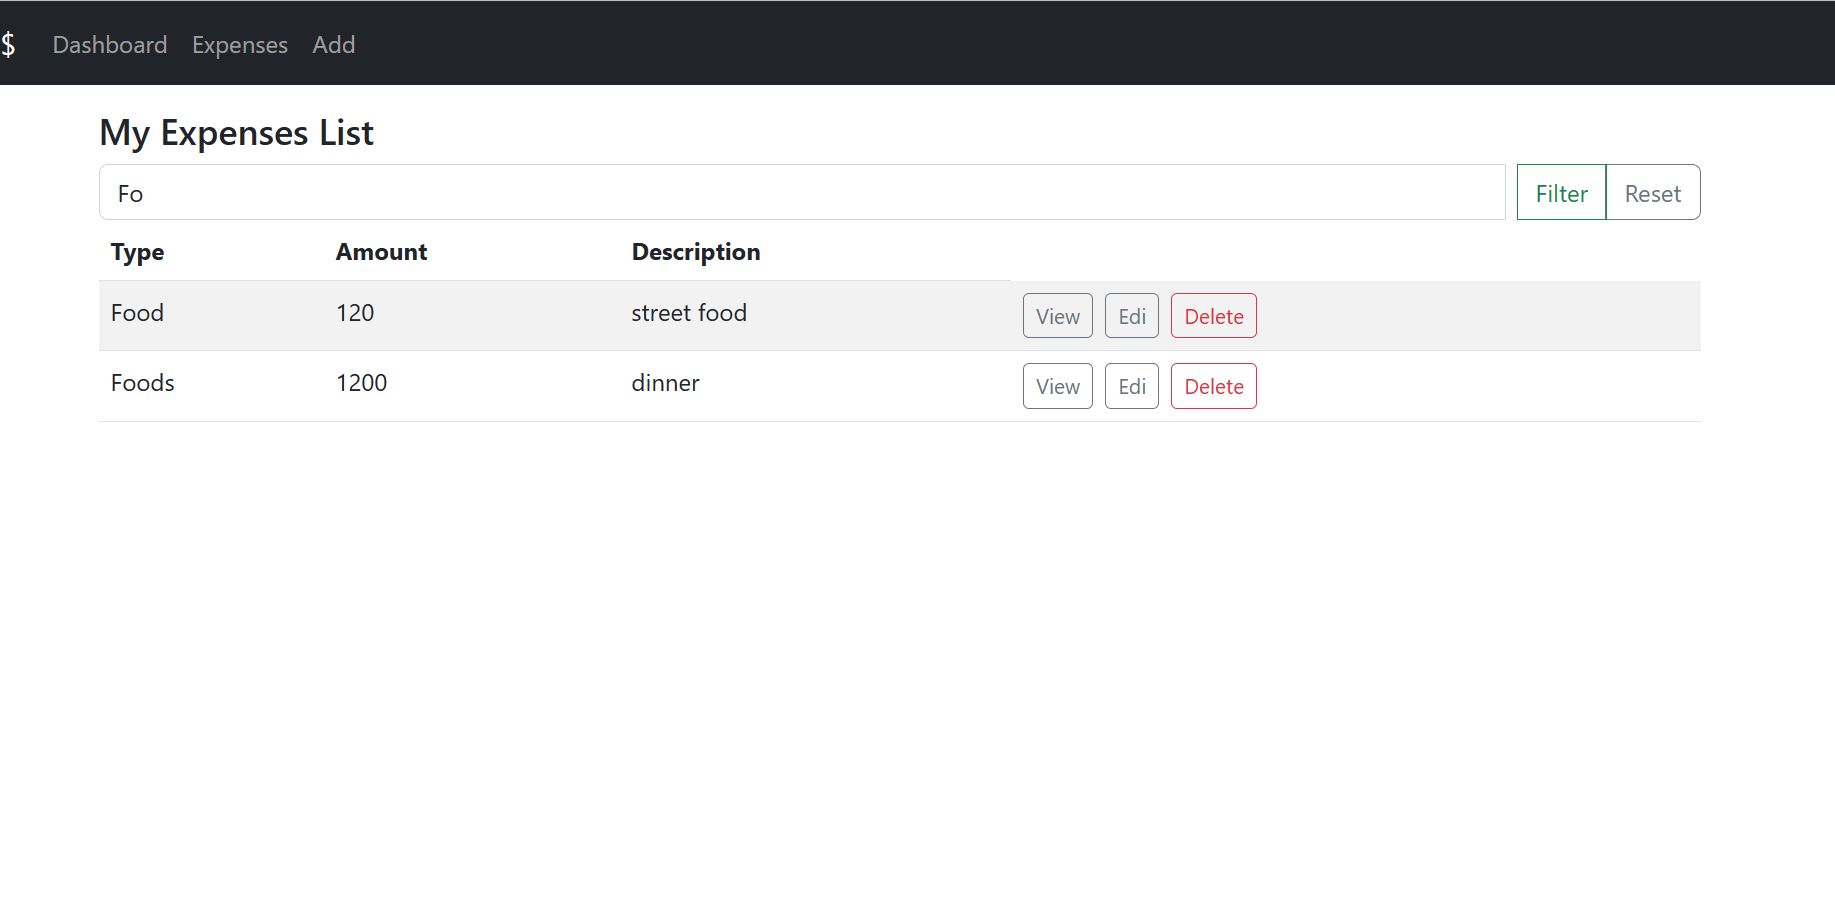 $ Dashboard Expenses Add
My Expenses List
Fo Filter Reset
Type Amount Description
Food 120 street food View Edi Delete
Foods 1200 dinner View Edi Delete